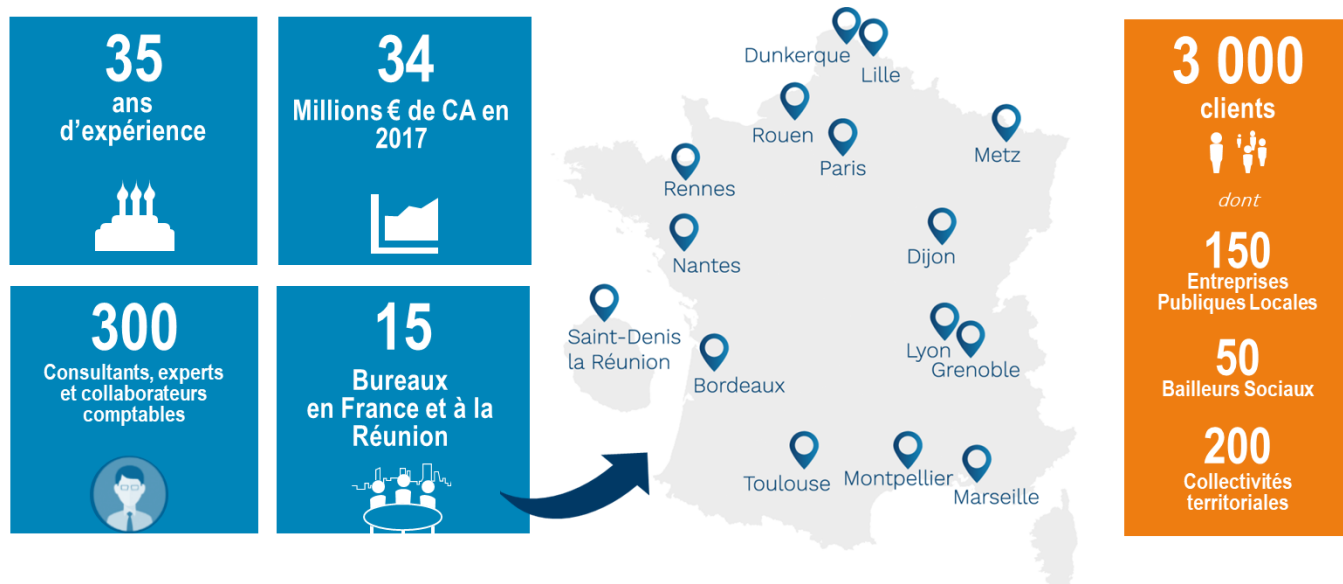 35
ans
d’expérience
34
Millions € de CA en
2017
300
Consultants, experts
et collaborateurs
comptables
15
Bureaux
en France et à la
Réunion
Dunkerque
Lille
Rouen
Paris
Metz
Rennes
Nantes
Dijon
Saint-Denis
la Réunion
Lyon
Grenoble
Bordeaux
Toulouse
Montpellier
Marseille
3 000
clients
dont
150
Entreprises
Publiques Locales
50
Bailleurs Sociaux
200
Collectivités
territoriales